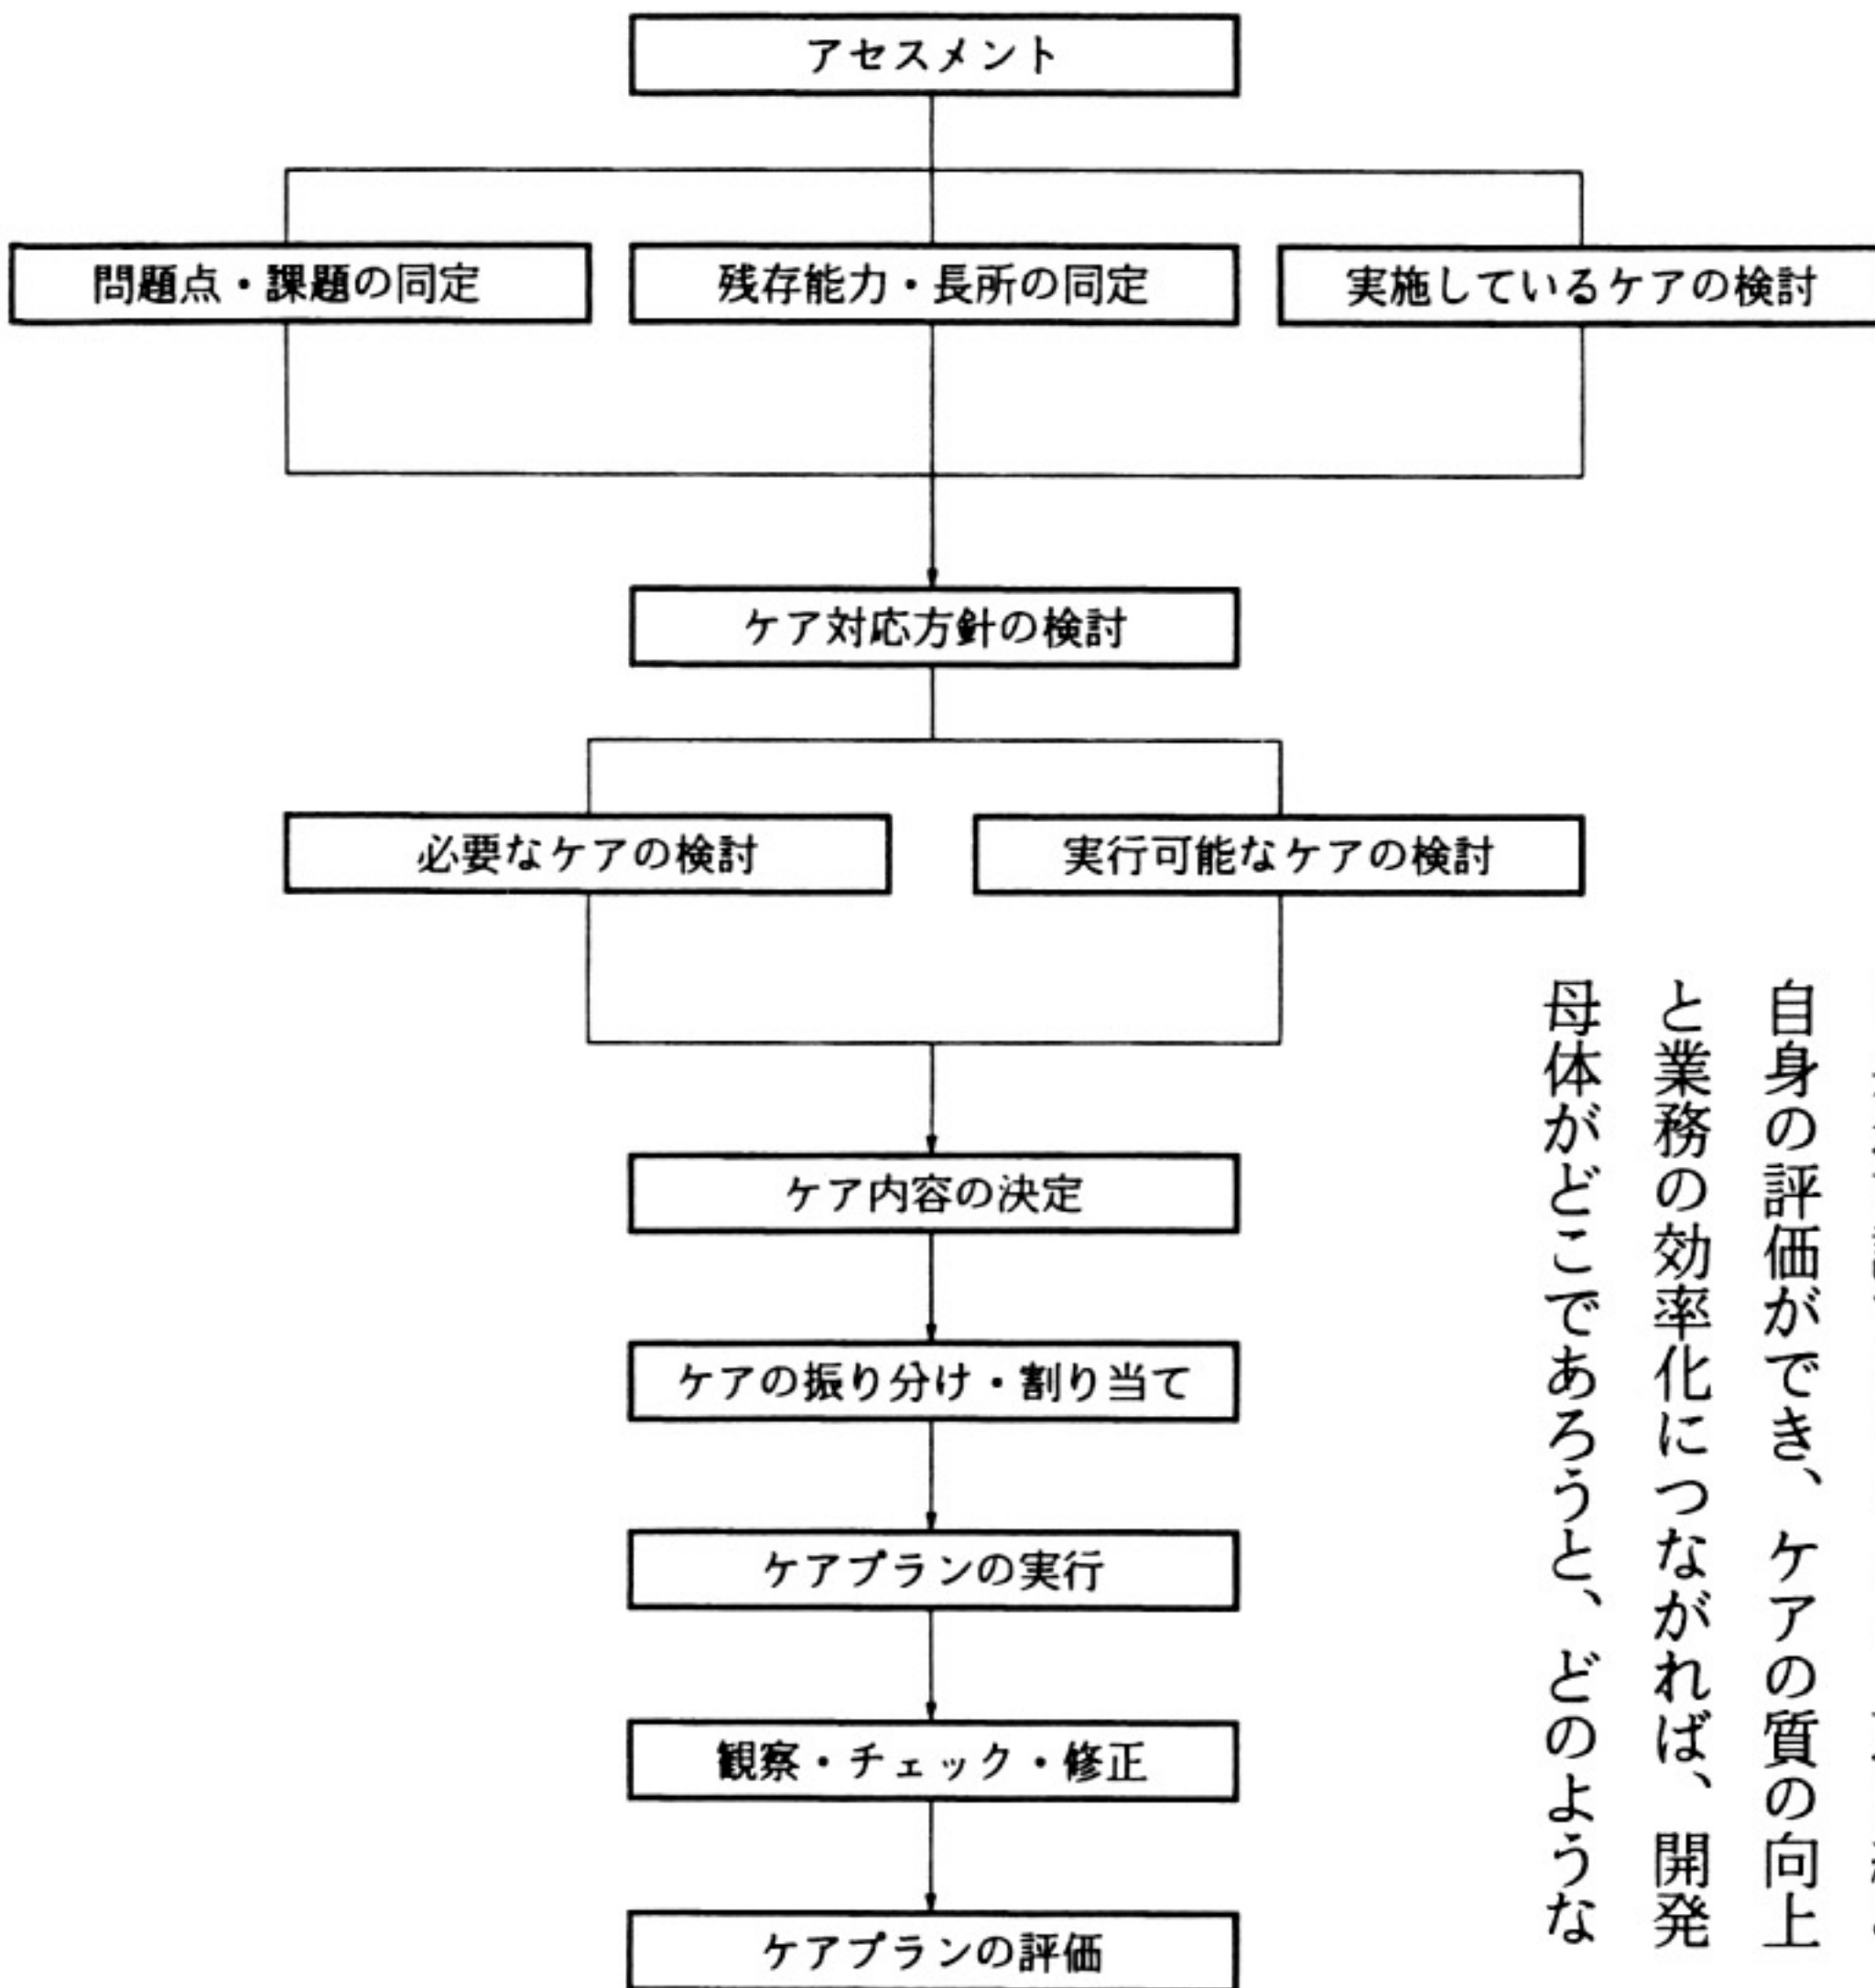 アセスメント
問題点・課題の同定
残存能力・長所の同定
実施しているケアの検討
ケア対応方針の検討
必要なケアの検討
実行可能なケアの検討
ケア内容の決定
ケアの振り分け・割り当て
ケアプランの実行
観察・チェック・修正
ケアプランの評価
自身の評価ができ、ケアの質の向上
と業務の効率化につながれば、開発
母体がどこであろうと、どのような